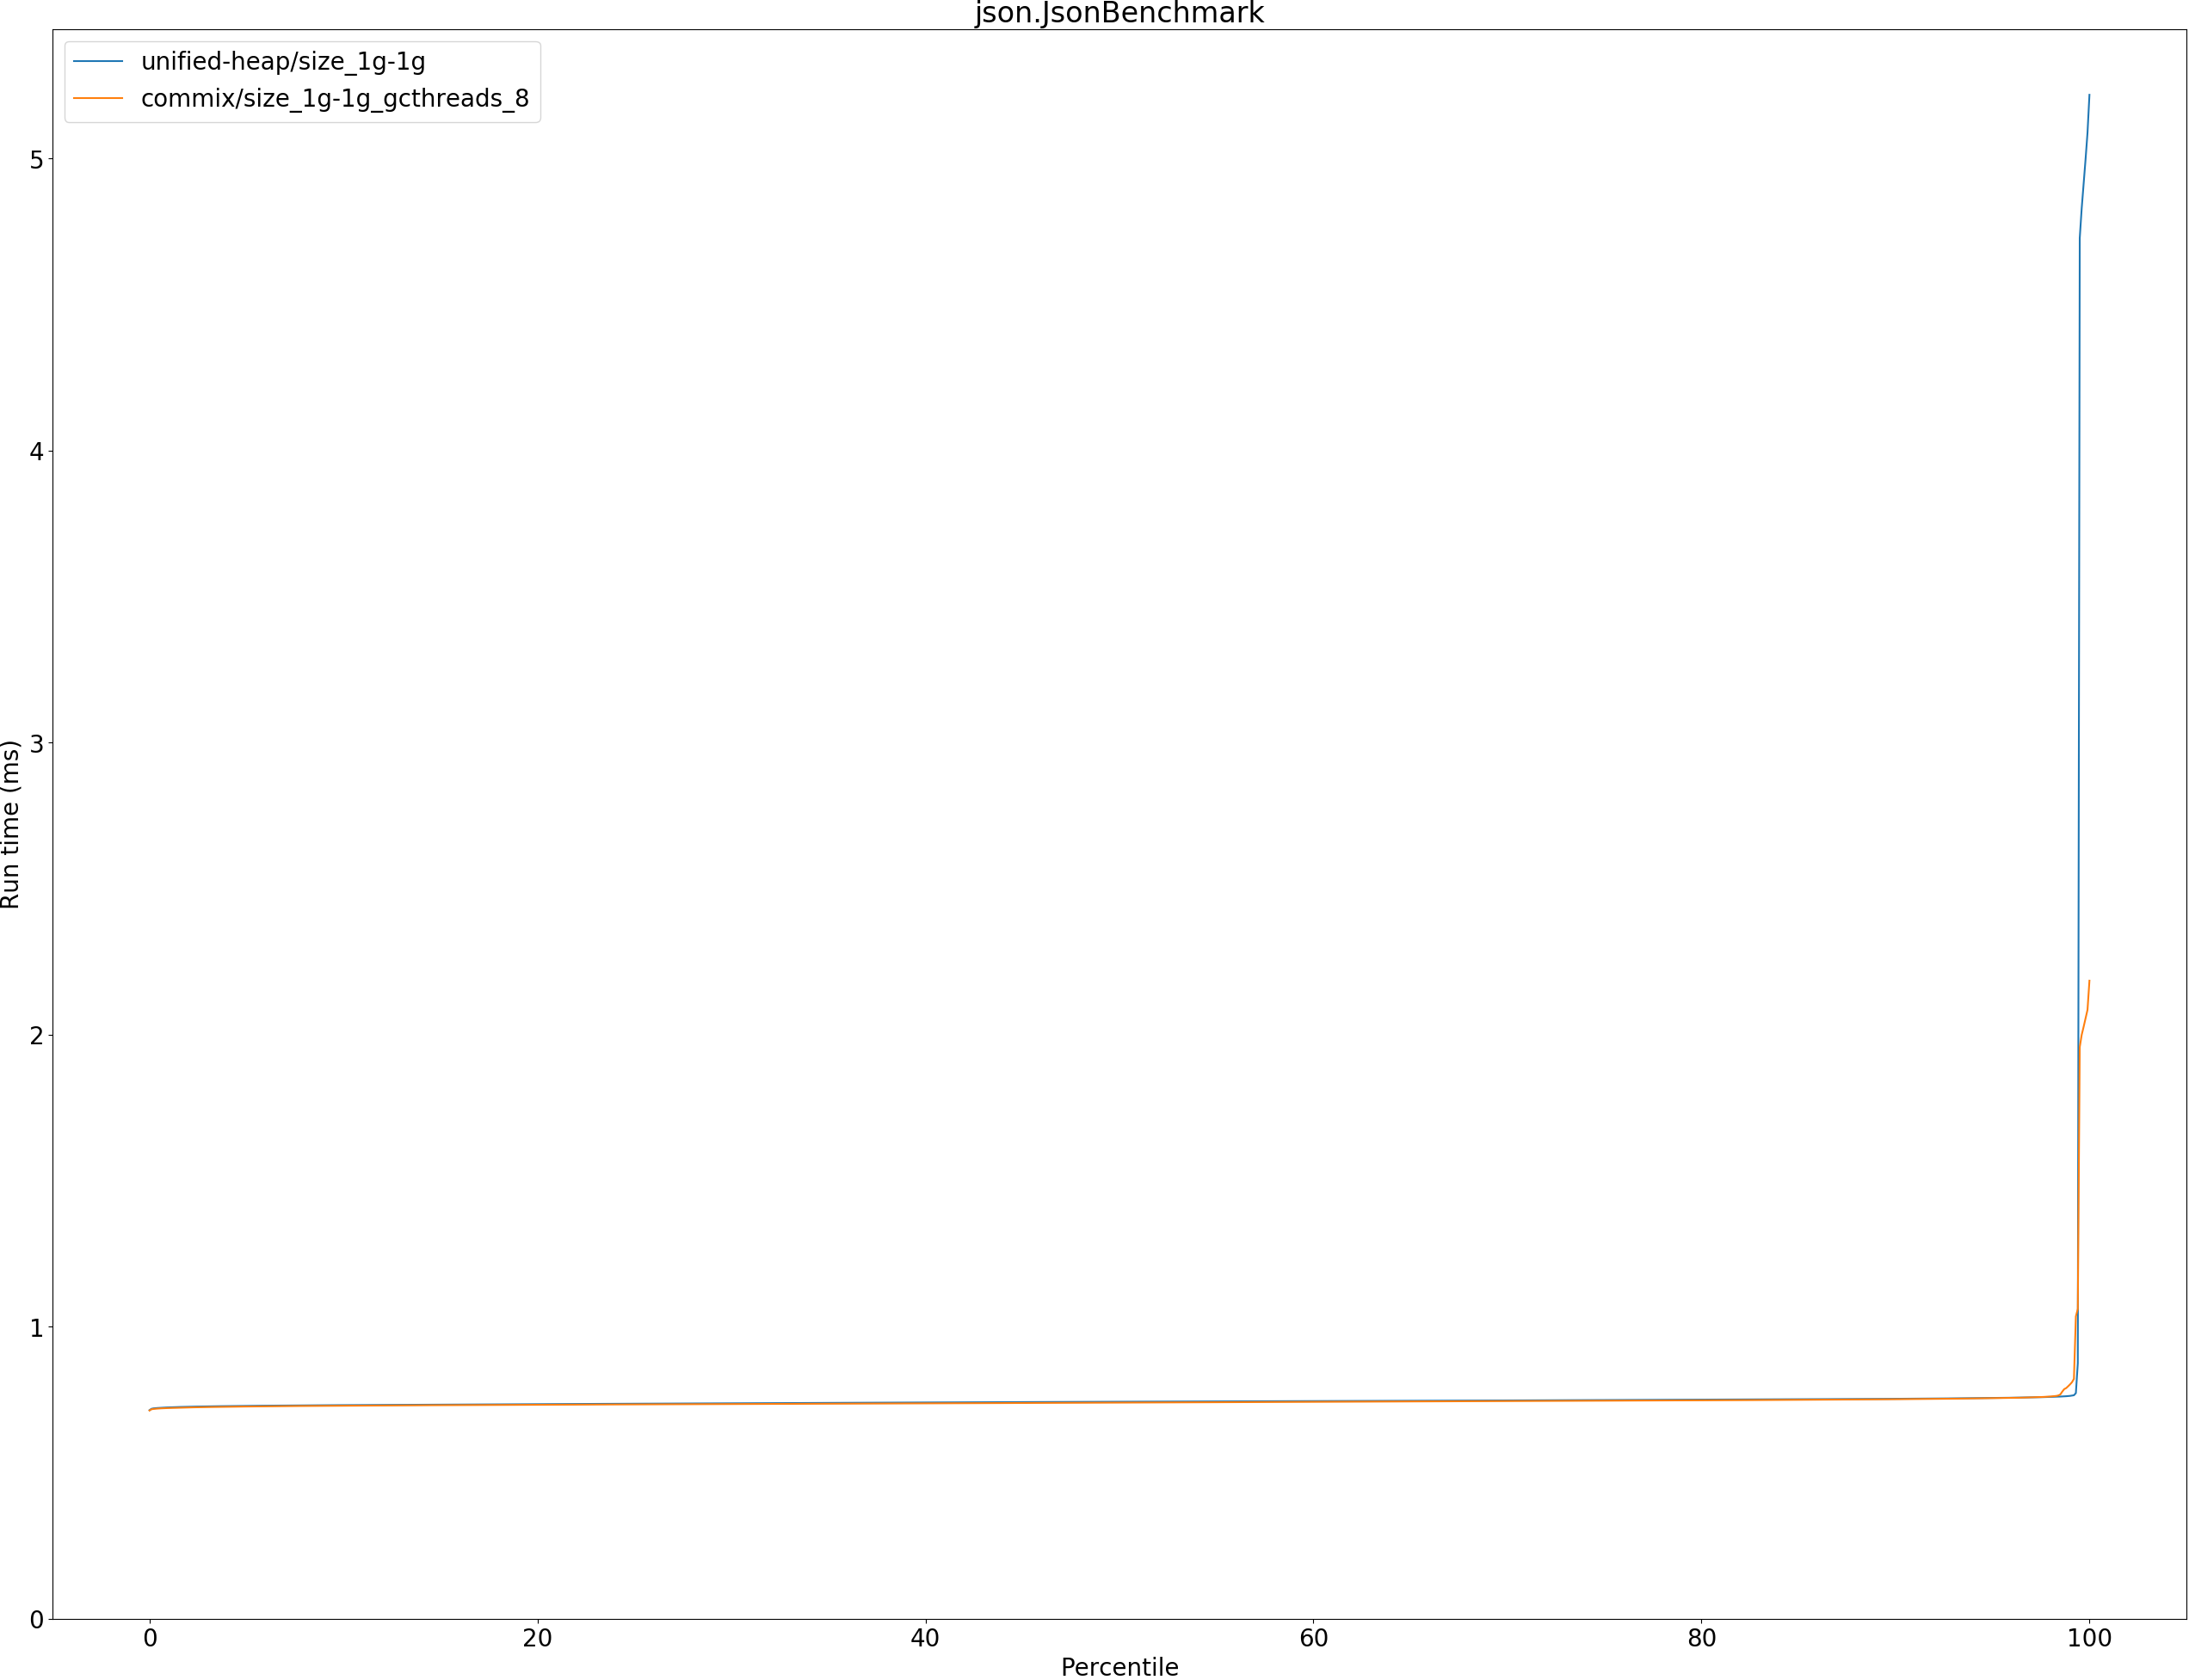 json.JsonBenchmark
unified-heap/size_1g-1g
commix/size_1g-1g_gcthreads_8
5
4
3
2
1
0
Run time (ms)
0 20 40 60 80 100
Percentile